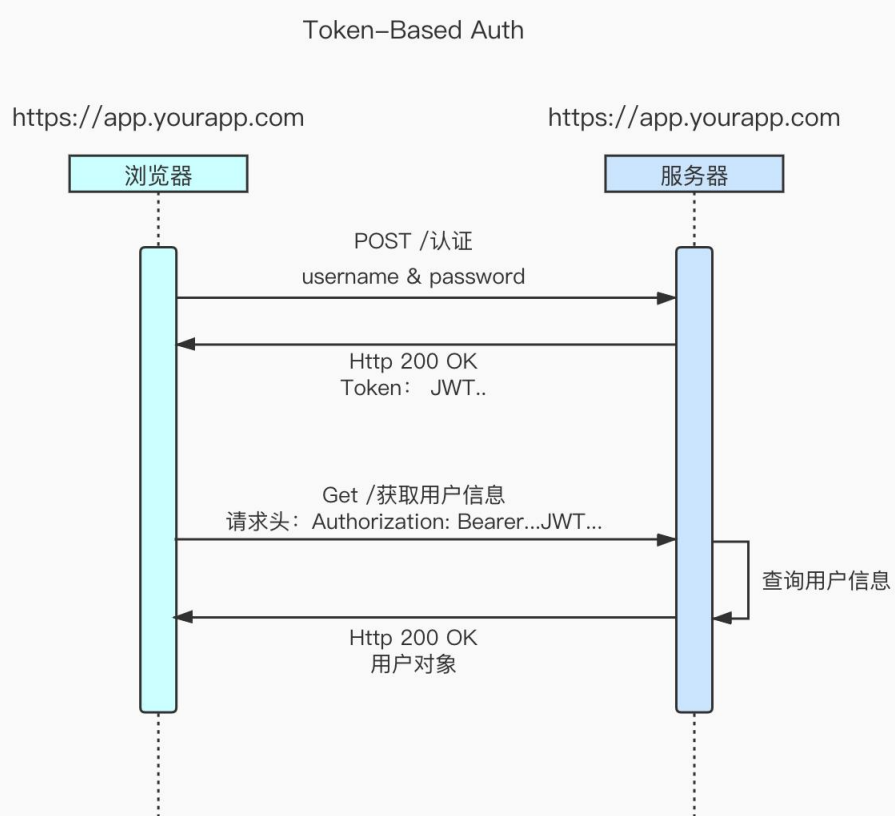 Token-Based Auth
https://app.yourapp.com
https://app.yourapp.com
浏览器
服务器
POST /认证
username & password
Http 200 OK
Token： JWT..
Get /获取用户信息
请求头：Authorization: Bearer...JWT...
查询用户信息
Http 200 OK
用户对象